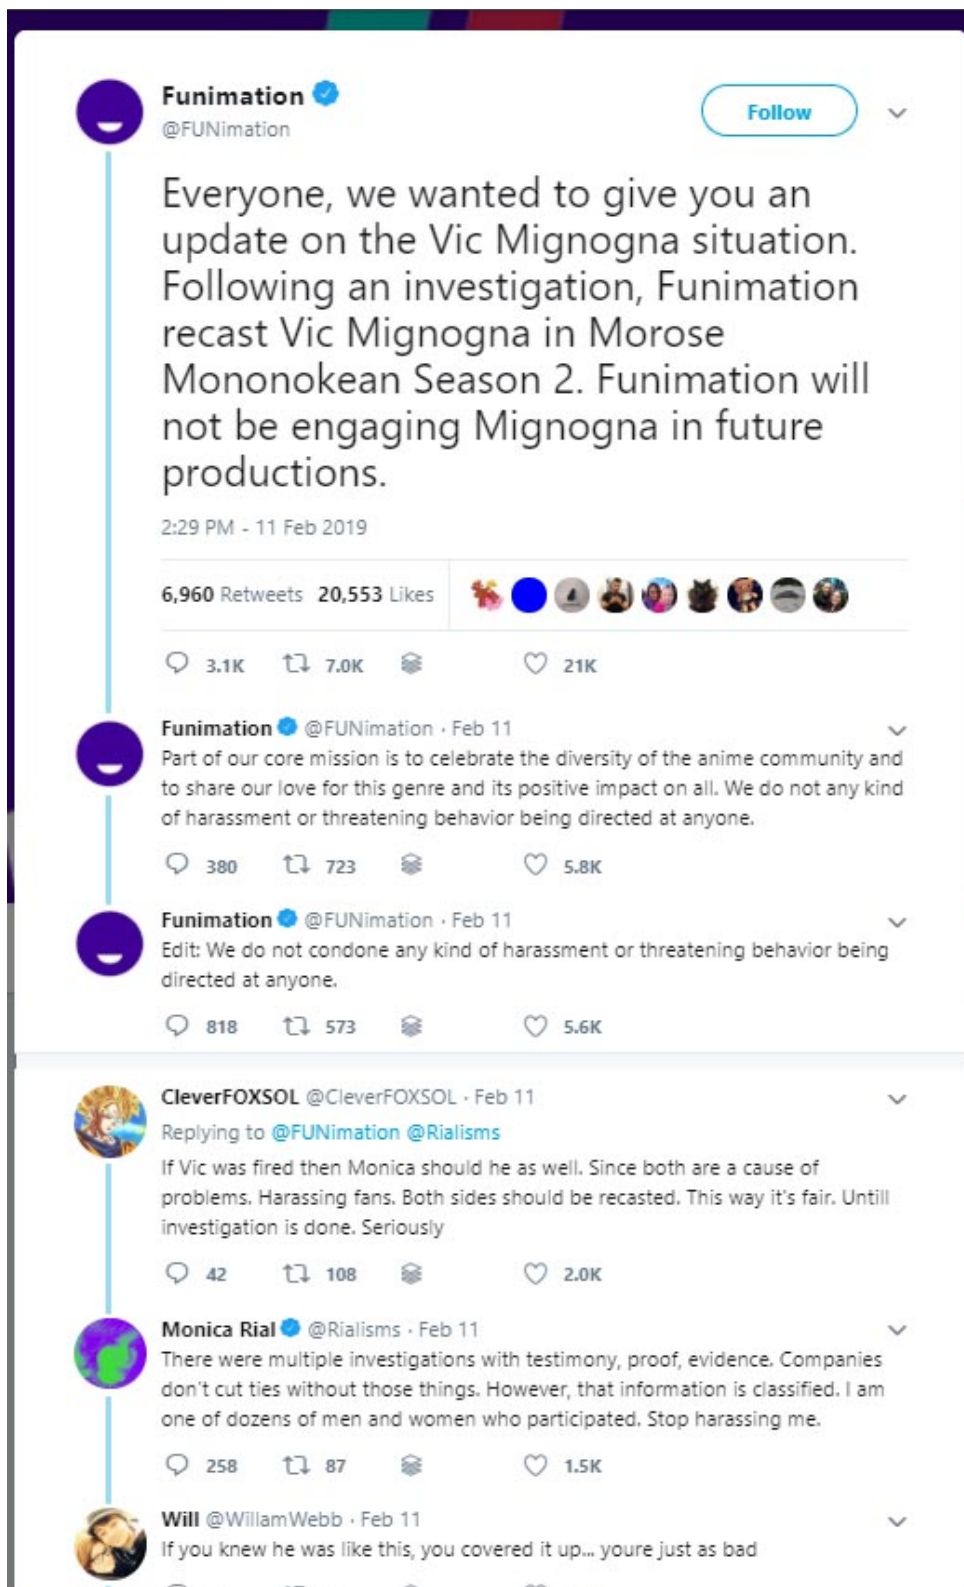 Funimation
@FUNimation
Follow
Everyone, we wanted to give you an
update on the Vic Mignogna situation.
Following an investigation, Funimation
recast Vic Mignogna in Morose
Mononokean Season 2. Funimation will
not be engaging Mignogna in future
productions.
2:29 PM - 11 Feb 2019
6,960 Retweets 20,553 Likes
3.1K 7.0K 21K
Funimation @FUNimation · Feb 11
Part of our core mission is to celebrate the diversity of the anime community and
to share our love for this genre and its positive impact on all. We do not any kind
of harassment or threatening behavior being directed at anyone.
380 723 5.8K
Funimation @FUNimation · Feb 11
Edit: We do not condone any kind of harassment or threatening behavior being
directed at anyone.
818 573 5.6K
CleverFOXSOL @CleverFOXSOL · Feb 11
Replying to @FUNimation @Rialisms
If Vic was fired then Monica should he as well. Since both are a cause of
problems. Harassing fans. Both sides should be recasted. This way it's fair. Untill
investigation is done. Seriously
42 108 2.0K
Monica Rial @Rialisms · Feb 11
There were multiple investigations with testimony, proof, evidence. Companies
don't cut ties without those things. However, that information is classified. I am
one of dozens of men and women who participated. Stop harassing me.
258 87 1.5K
Will @WillamWebb · Feb 11
If you knew he was like this, you covered it up... youre just as bad